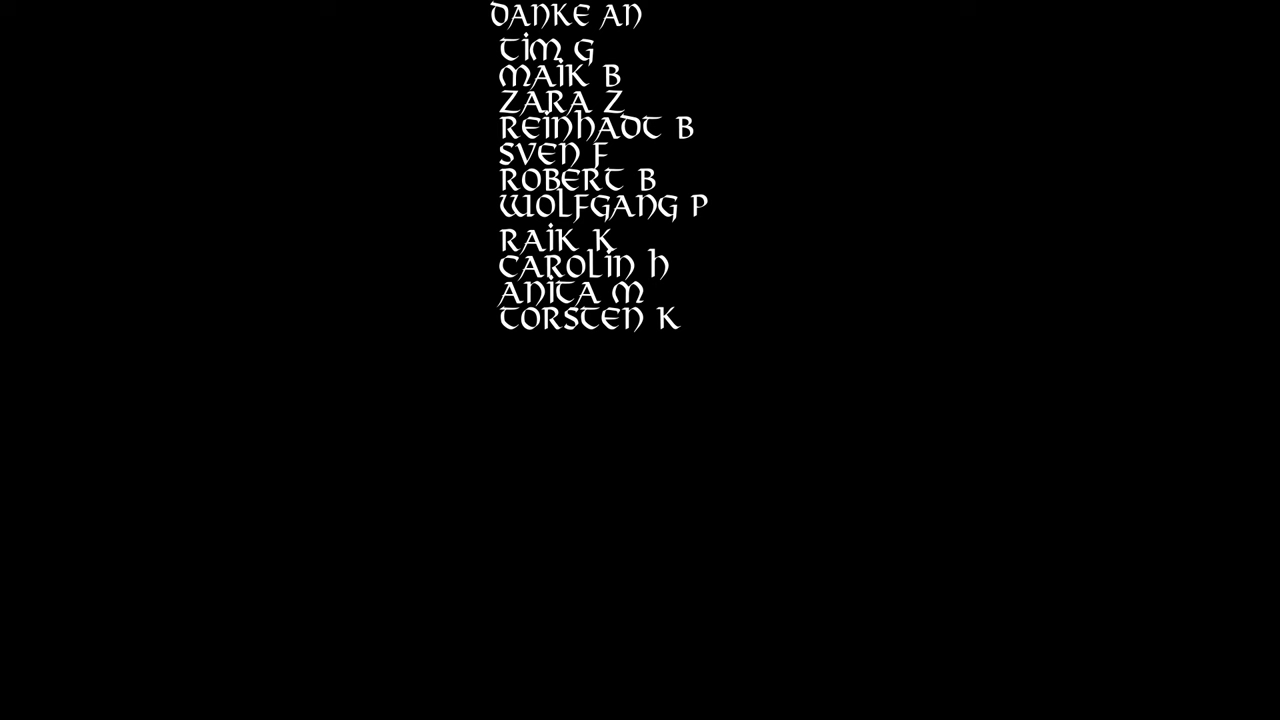 DANKE AN
TIM G
MAIK B
ZARA Z
REINHADT B
SVEN F
ROBERT B
WOLFGANG P
RAIK K
CAROLIN H
ANITA M
TORSTEN K